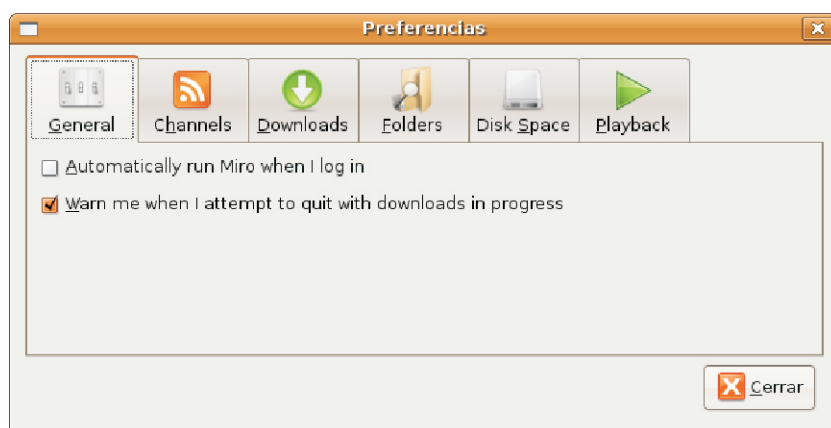 Preferencias
General
Channels
Downloads
Folders
Disk Space
Playback
Automatically run Miro when I log in
Warn me when I attempt to quit with downloads in progress
Cerrar